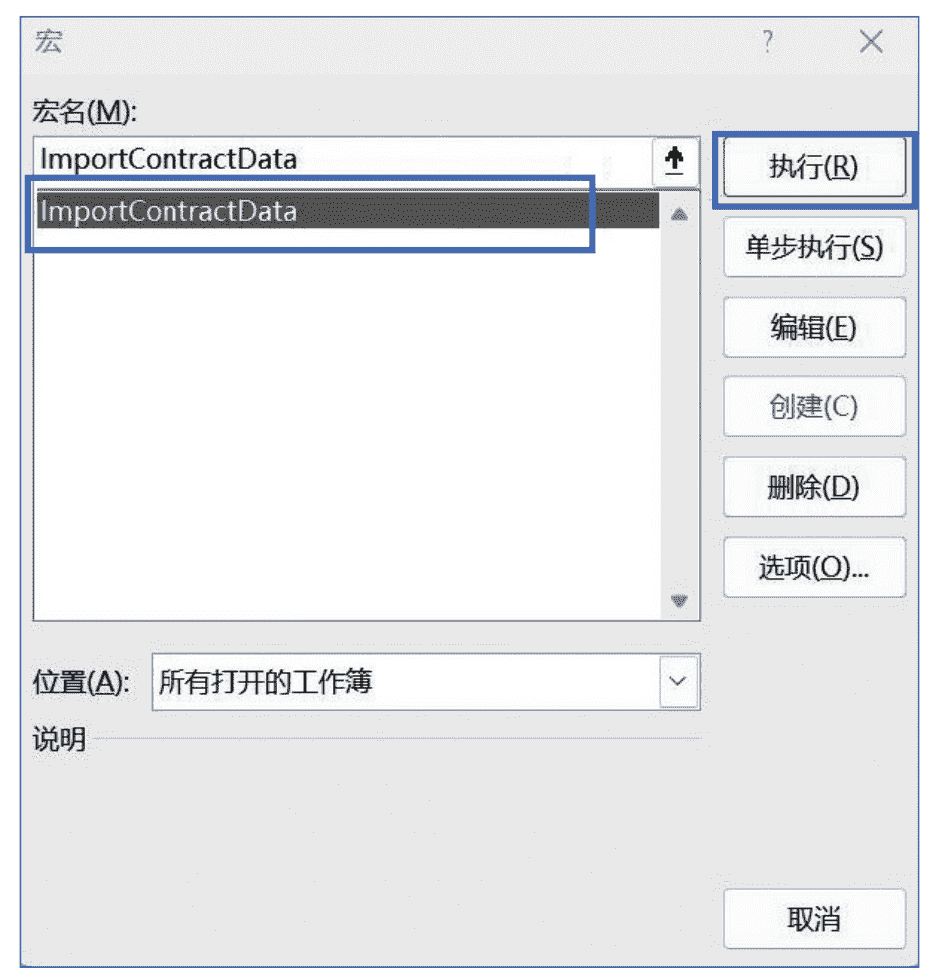 宏
?
宏名(M):
ImportContractData
执行(R)
ImportContractData
单步执行(S)
编辑(E)
创建(C)
删除(D)
选项(O)...
位置(A):
所有打开的工作簿
说明
取消